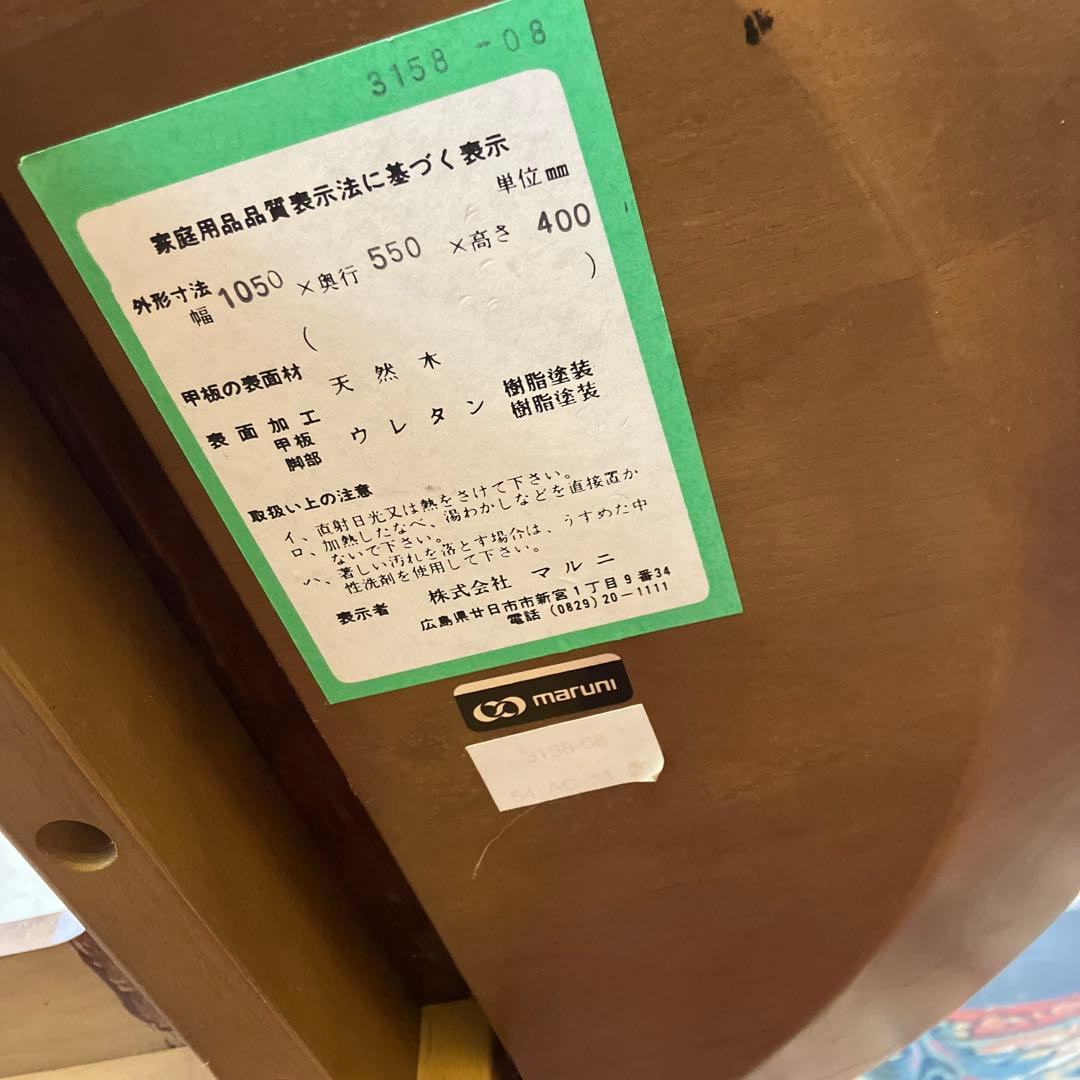 3158 -08
家庭用品品質表示法に基づく表示
単位mm
外形寸法
幅 1050 ×奥行 550 ×高さ 400
( )
甲板の表面材 天然木
表面加工
甲板 ウレタン 樹脂塗装
脚部 樹脂塗装
取扱い上の注意
イ、直射日光又は熱をさけて下さい。
ロ、加熱したなべ、湯わかしなどを直接置か
ないで下さい。
ハ、著しい汚れを落とす場合は、うすめた中
性洗剤を使用して下さい。
表示者 株式会社 マルニ
広島県廿日市市新宮1丁目9番34
電話 (0829)20-1111
maruni
3158-08